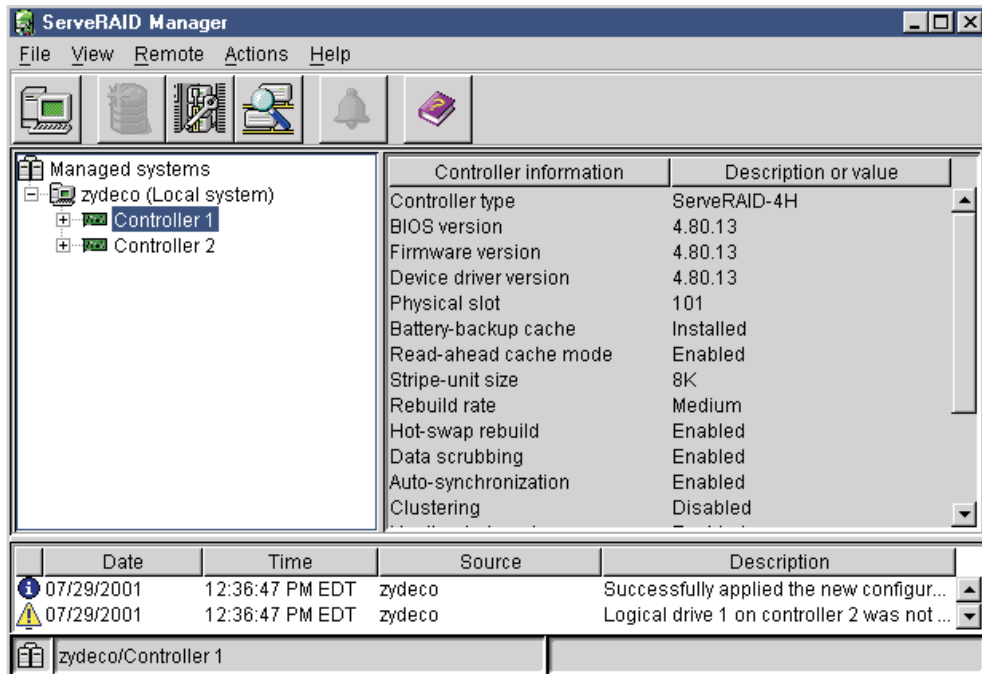 ServeRAID Manager
File View Remote Actions Help
Managed systems
zydeco (Local system)
Controller 1
Controller 2
Controller information Description or value
Controller type ServeRAID-4H
BIOS version 4.80.13
Firmware version 4.80.13
Device driver version 4.80.13
Physical slot 101
Battery-backup cache Installed
Read-ahead cache mode Enabled
Stripe-unit size 8K
Rebuild rate Medium
Hot-swap rebuild Enabled
Data scrubbing Enabled
Auto-synchronization Enabled
Clustering Disabled
Date Time Source Description
07/29/2001 12:36:47 PM EDT zydeco Successfully applied the new configur...
07/29/2001 12:36:47 PM EDT zydeco Logical drive 1 on controller 2 was not ...
zydeco/Controller 1